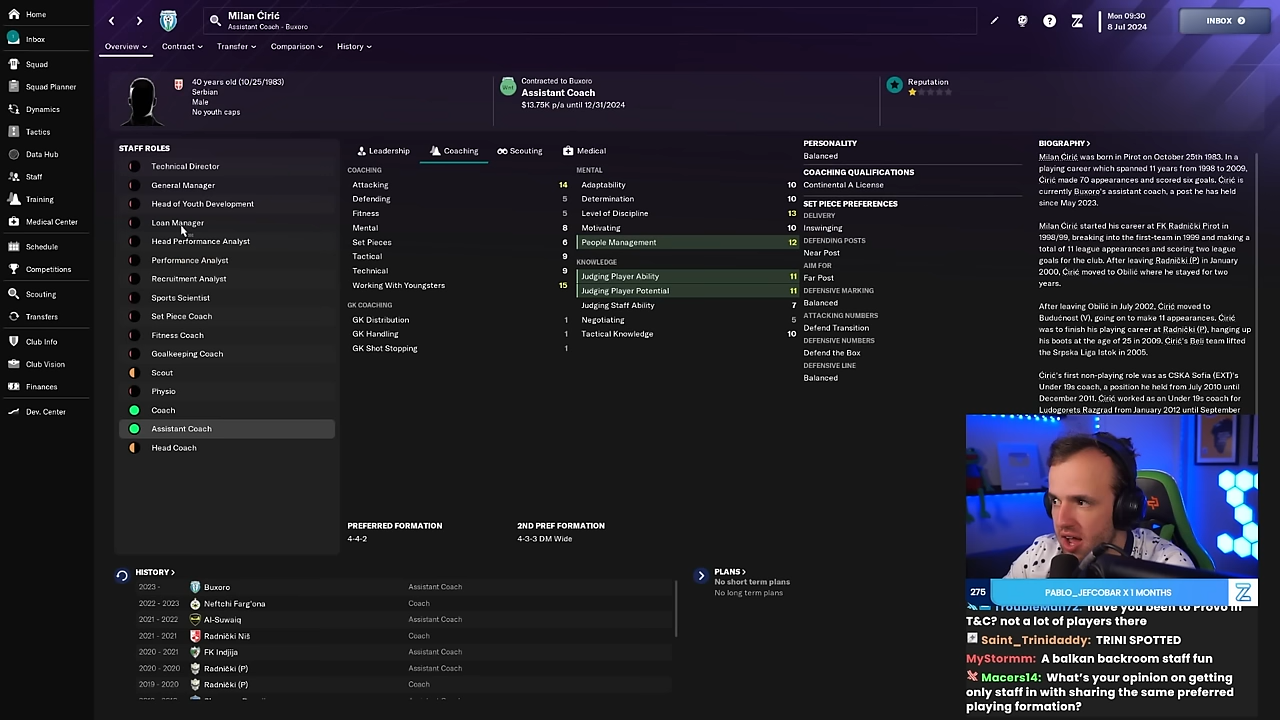 Home
Inbox
Squad
Squad Planner
Dynamics
Tactics
Data Hub
Staff
Training
Medical Center
Schedule
Competitions
Scouting
Transfers
Club Info
Club Vision
Finances
Dev. Center
Milan Ćirić
Assistant Coach - Buxoro
Mon 09:30
8 Jul 2024
INBOX
Overview
Contract
Transfer
Comparison
History
40 years old (10/25/1983)
Serbian
Male
No youth caps
Contracted to Buxoro
Assistant Coach
$13.75K p/a until 12/31/2024
Reputation
STAFF ROLES
Technical Director
General Manager
Head of Youth Development
Loan Manager
Head Performance Analyst
Performance Analyst
Recruitment Analyst
Sports Scientist
Set Piece Coach
Fitness Coach
Goalkeeping Coach
Scout
Physio
Coach
Assistant Coach
Head Coach
Leadership
Coaching
Scouting
Medical
COACHING
Attacking 14
Defending 5
Fitness 5
Mental 8
Set Pieces 6
Tactical 9
Technical 9
Working With Youngsters 15
GK COACHING
GK Distribution 1
GK Handling 1
GK Shot Stopping 1
MENTAL
Adaptability 10
Determination 10
Level of Discipline 13
Motivating 10
People Management 12
KNOWLEDGE
Judging Player Ability 11
Judging Player Potential 11
Judging Staff Ability 7
Negotiating 5
Tactical Knowledge 10
PREFERRED FORMATION
4-4-2
2ND PREF FORMATION
4-3-3 DM Wide
PERSONALITY
Balanced
COACHING QUALIFICATIONS
Continental A License
SET PIECE PREFERENCES
DELIVERY
Inswinging
DEFENDING POSTS
Near Post
AIM FOR
Far Post
DEFENSIVE MARKING
Balanced
ATTACKING NUMBERS
Defend Transition
DEFENSIVE NUMBERS
Defend the Box
DEFENSIVE LINE
Balanced
BIOGRAPHY >
Milan Ćirić was born in Pirot on October 25th 1983. In a
playing career which spanned 11 years from 1998 to 2009,
Ćirić made 70 appearances and scored six goals. Ćirić is
currently Buxoro's assistant coach, a post he has held
since May 2023.
Ćirić started his career at FK Radnički Pirot in
1998/99, breaking into the first-team in 1999 and making a
total of 11 league appearances and scoring two league
goals for the club. After leaving Radnički (P) in January
2000, Ćirić moved to Obilić where he stayed for two
years.
After leaving Obilić in July 2002, Ćirić moved to
Budućnost (V), going on to make 11 appearances. Ćirić
was to finish his playing career at Radnički (P), hanging up
his boots at the age of 25 in 2009. Ćirić's Beli team lifted
the Srpska Liga Istok in 2005.
Ćirić's first non-playing role was as CSKA Sofia (EXT)'s
Under 19s coach, a position he held from July 2010 until
December 2011. Ćirić worked as an Under 19s coach for
Ludogorets Razgrad from January 2012 until September
HISTORY >
2023 - Buxoro Assistant Coach
2022 - 2023 Neftchi Farg'ona Coach
2021 - 2022 Al-Suwaiq Assistant Coach
2021 - 2021 Radnički Niš Coach
2020 - 2021 FK Indjija Assistant Coach
2020 - 2020 Radnički (P) Assistant Coach
2019 - 2020 Radnički (P) Coach
PLANS >
No short term plans
No long term plans
275 PABLO_JEFCOBAR X 1 MONTHS
TroubleMan72: have you been to Provo in
T&C? not a lot of players there
Saint_Trinidaddy: TRINI SPOTTED
MyStormm: A balkan backroom staff fun
Macers14: What's your opinion on getting
only staff in with sharing the same preferred
playing formation?